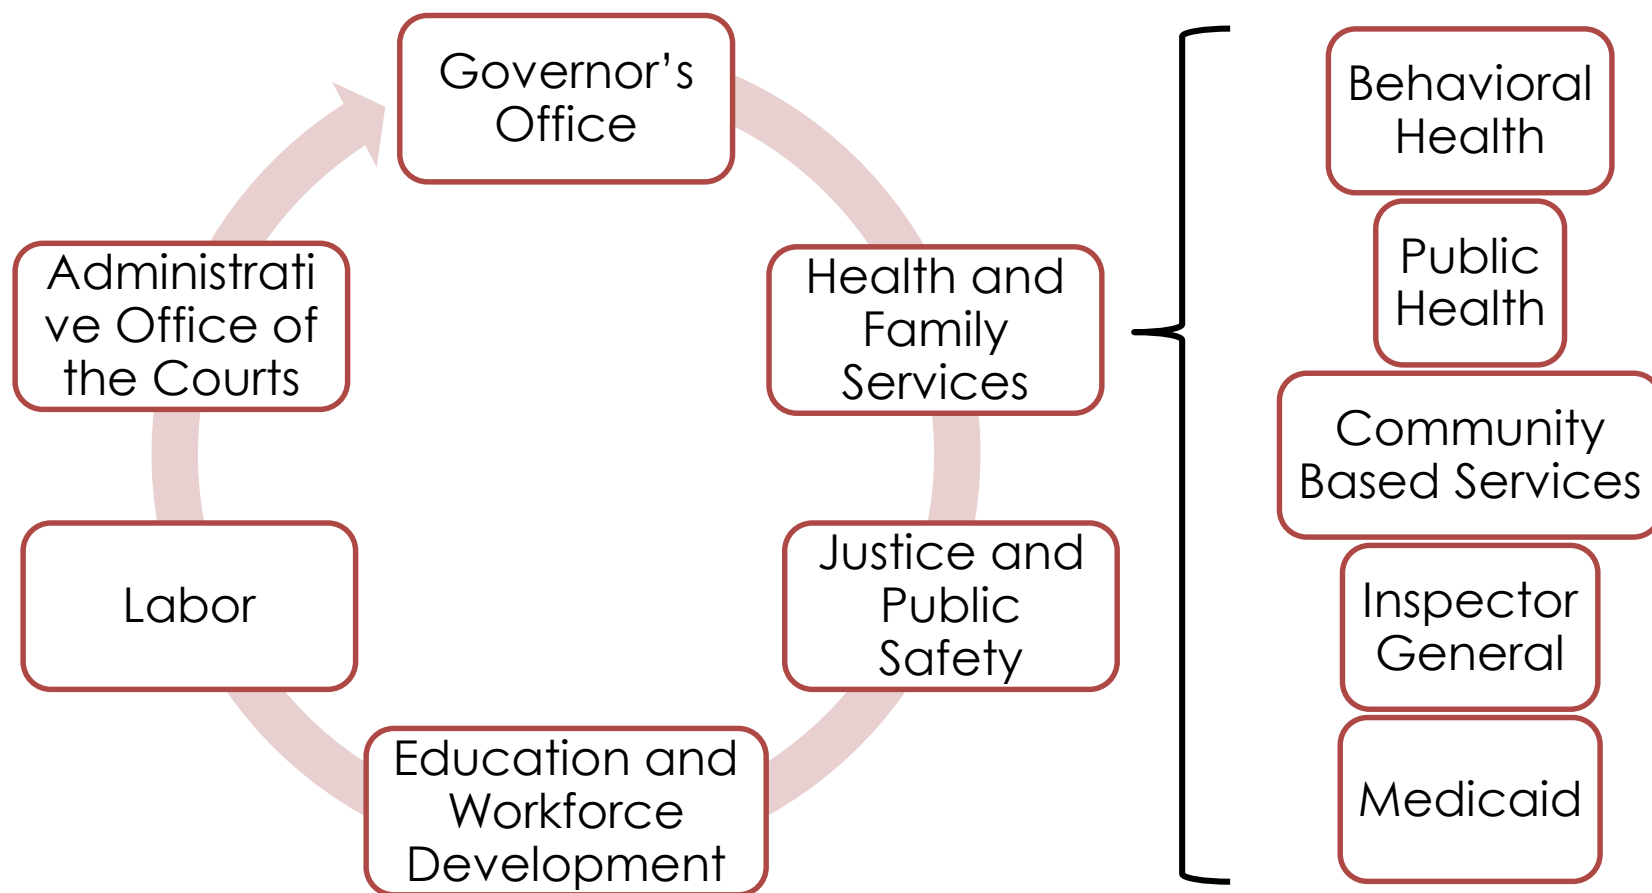 Governor’s
Office
Health and
Family
Services
Justice and
Public
Safety
Education and
Workforce
Development
Labor
Administrati
ve Office of
the Courts
Behavioral
Health
Public
Health
Community
Based Services
Inspector
General
Medicaid